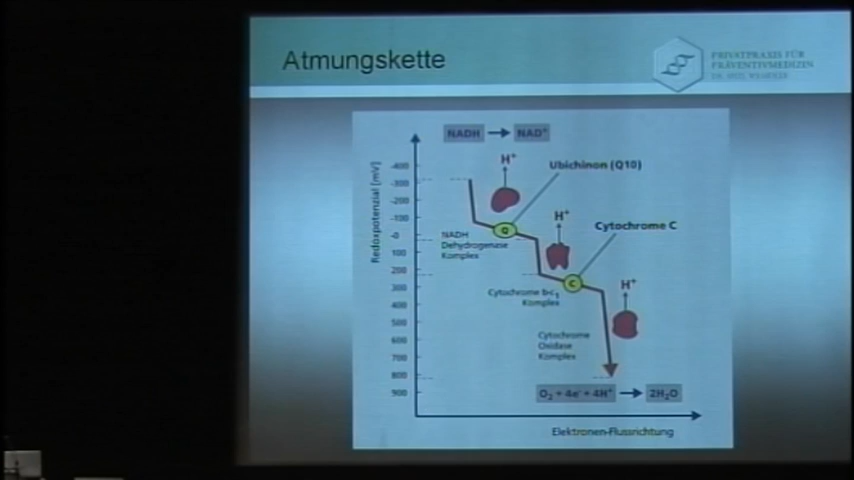 Atmungskette
PRIVATPRAXIS FÜR
PRÄVENTIVMEDIZIN
NADH → NAD⁺
Redoxpotenzial [mV]
-400
-300
-200
-100
-0
100
200
300
400
500
600
700
800
900
H⁺
Ubichinon (Q10)
Q
NADH
Dehydrogenase
Komplex
H⁺
Cytochrome C
C
Cytochrome b-c₁
Komplex
H⁺
Cytochrome
Oxidase
Komplex
O₂ + 4e⁻ + 4H⁺ → 2H₂O
Elektronen-Flussrichtung